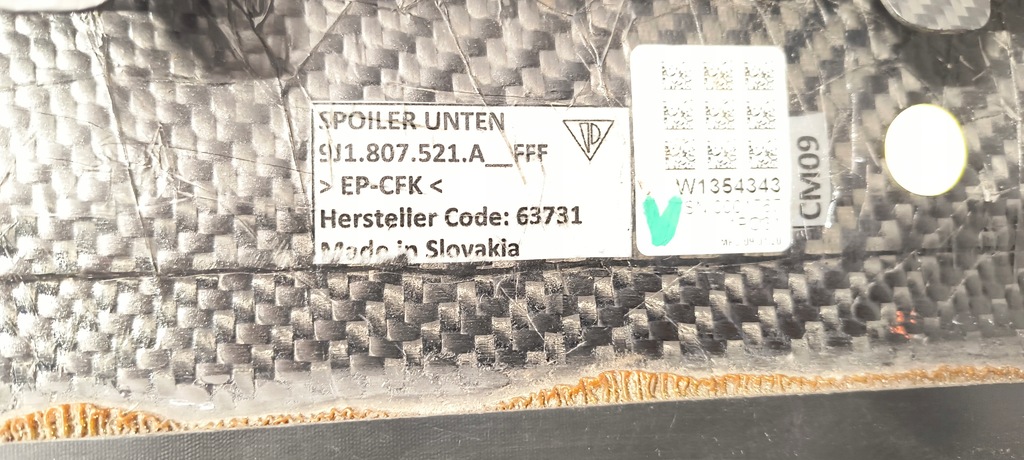 SPOILER UNTEN
9J1.807.521.A__FFF
> EP-CFK <
Hersteller Code: 63731
Made in Slovakia
W1354343
CM09